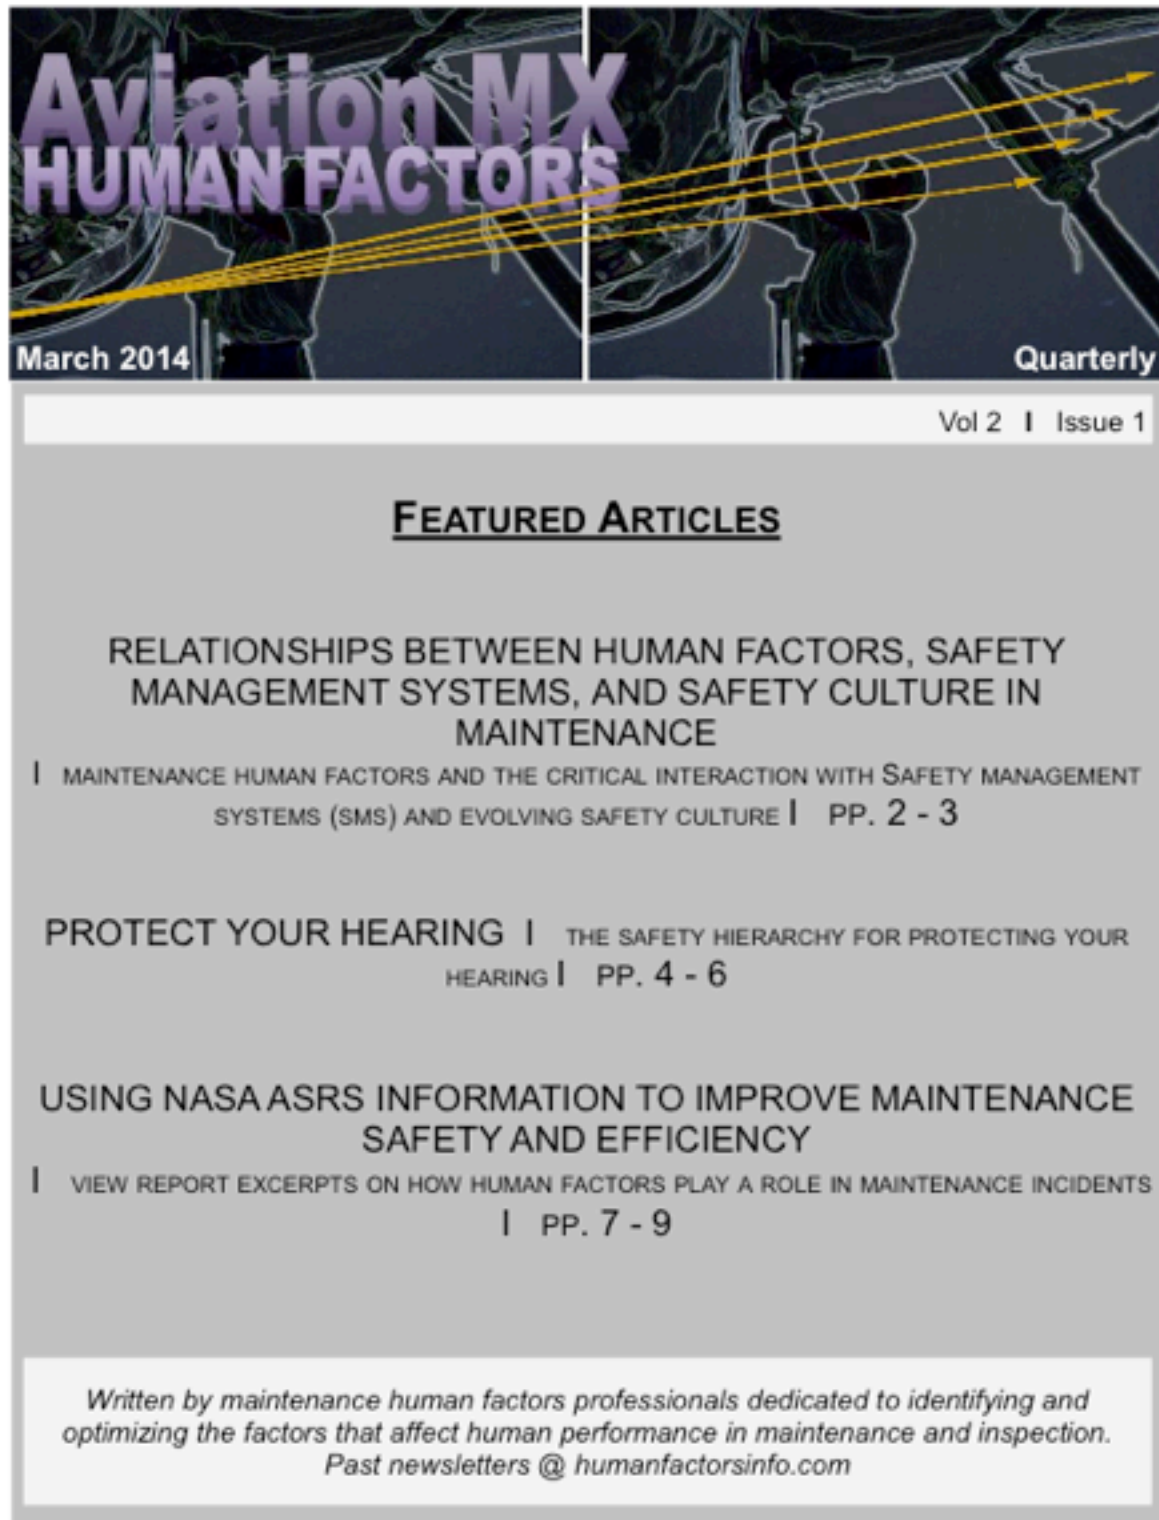 Aviation MX
HUMAN FACTORS
March 2014
Quarterly
Vol 2 I Issue 1
FEATURED ARTICLES
RELATIONSHIPS BETWEEN HUMAN FACTORS, SAFETY
MANAGEMENT SYSTEMS, AND SAFETY CULTURE IN
MAINTENANCE
I MAINTENANCE HUMAN FACTORS AND THE CRITICAL INTERACTION WITH SAFETY MANAGEMENT
SYSTEMS (SMS) AND EVOLVING SAFETY CULTURE I PP. 2 - 3
PROTECT YOUR HEARING I THE SAFETY HIERARCHY FOR PROTECTING YOUR
HEARING I PP. 4 - 6
USING NASA ASRS INFORMATION TO IMPROVE MAINTENANCE
SAFETY AND EFFICIENCY
I VIEW REPORT EXCERPTS ON HOW HUMAN FACTORS PLAY A ROLE IN MAINTENANCE INCIDENTS
I PP. 7 - 9
Written by maintenance human factors professionals dedicated to identifying and
optimizing the factors that affect human performance in maintenance and inspection.
Past newsletters @ humanfactorsinfo.com